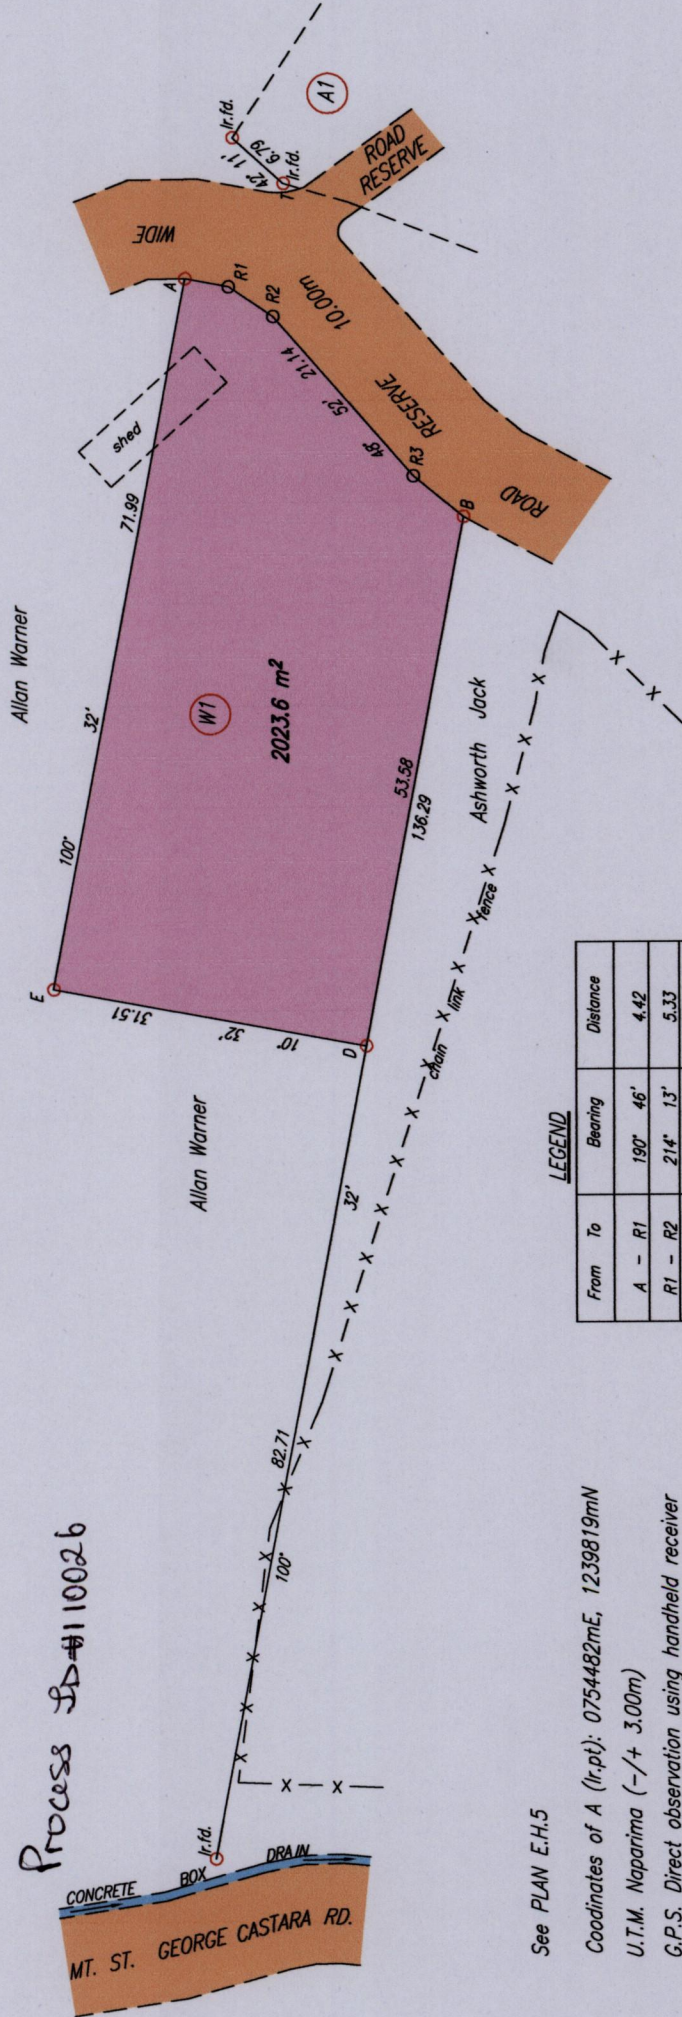 Process ID#110026
CONCRETE
BOX
DRAIN
MT. ST. GEORGE CASTARA RD.
Ir.fd.
100° 32'
82.71
Allan Warner
Allan Warner
E
100° 32'
71.99
A
shed
10° 32'
31.51
D
W1
2023.6 m²
53.58
136.29
B
R1
R2
R3
48° 52' 21.14
ROAD RESERVE 10.00m WIDE
ROAD
RESERVE
T
Ir.fd.
42° 11'
6.79
Ir.fd.
A1
Ashworth Jack
chain link fence
LEGEND
From To Bearing Distance
A - R1 190° 46' 4.42
R1 - R2 214° 13' 5.33
See PLAN E.H.5
Coodinates of A (Ir.pt): 0754482mE, 1239819mN
U.T.M. Naparima (-/+ 3.00m)
G.P.S. Direct observation using handheld receiver